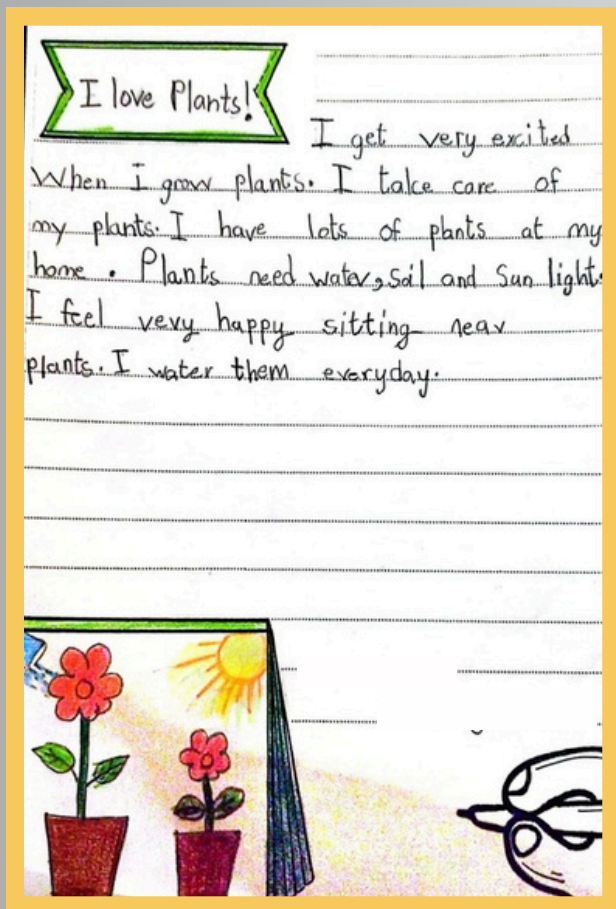 I love Plants!
I get very excited
When i grow plants. I take care of
my plants. I have lots of plants at my
home. Plants need water, soil and Sun light.
I feel very happy sitting near
plants. I water them everyday.